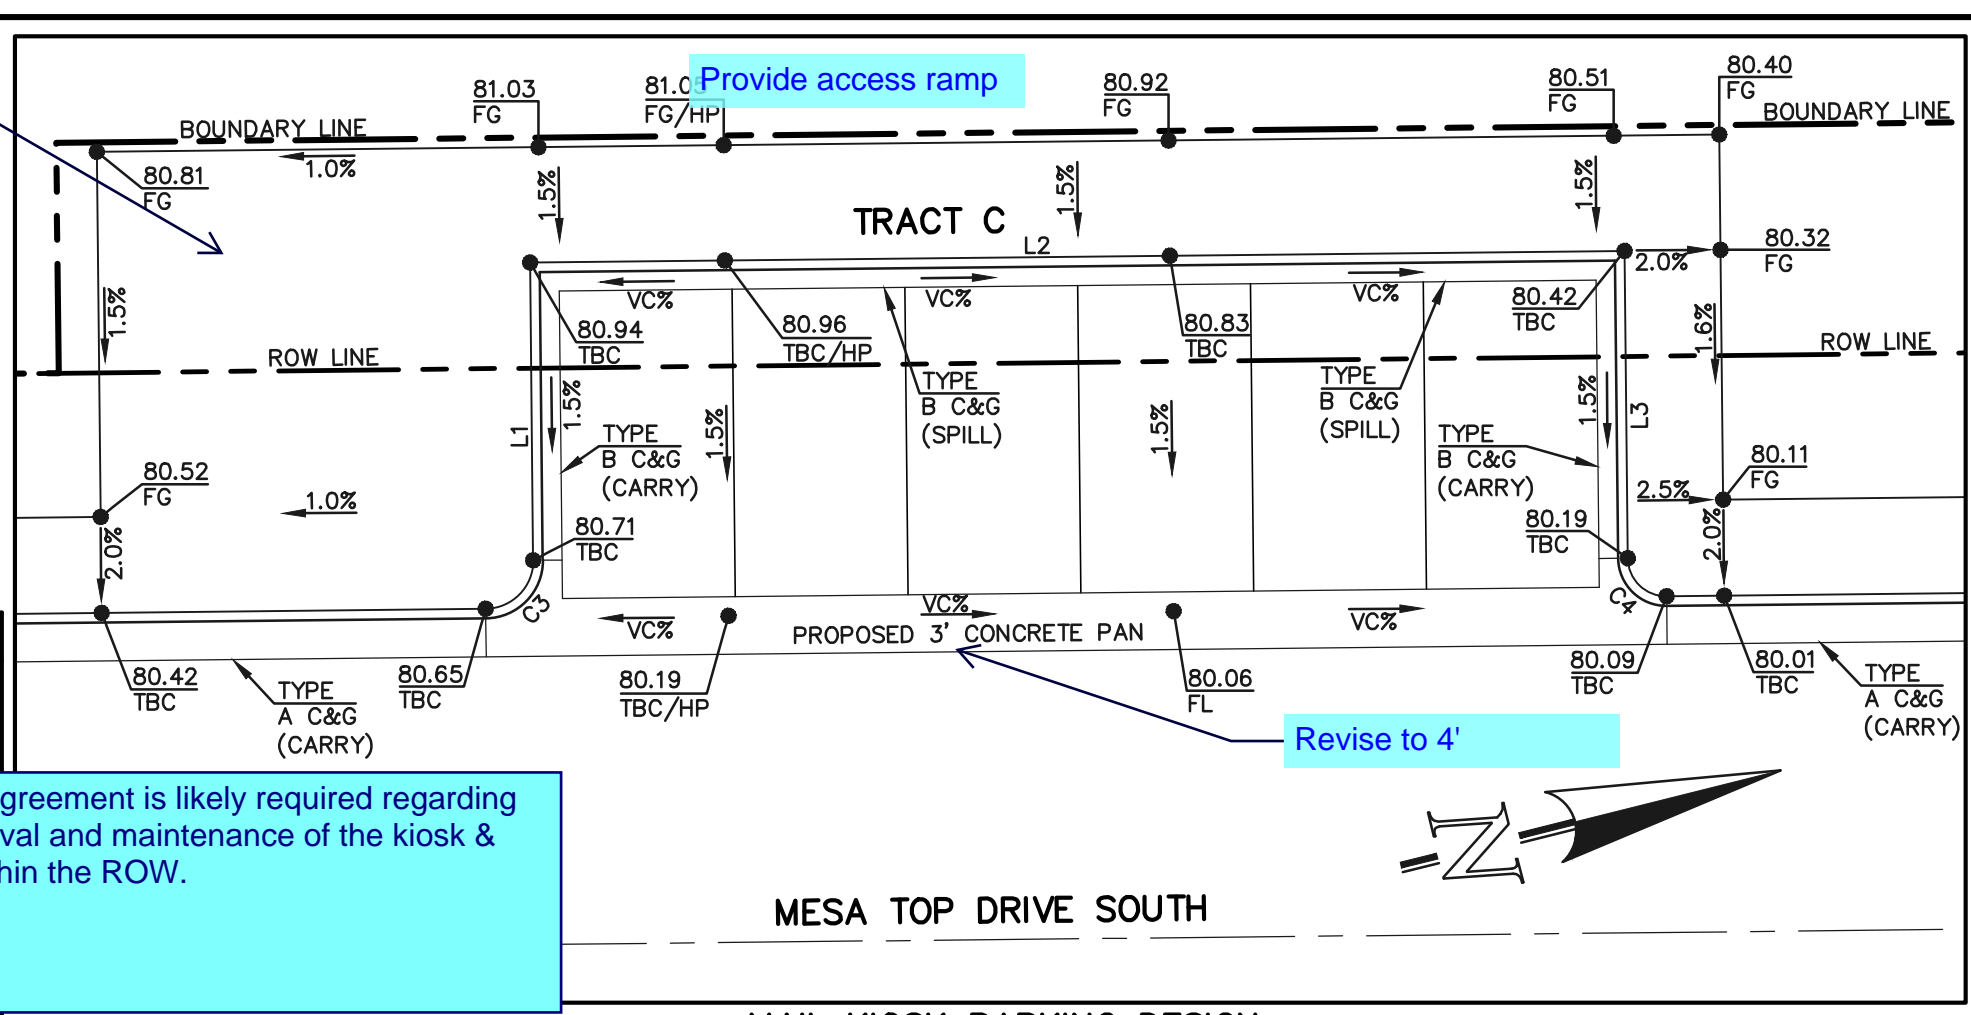 80.40
FG
80.51
FG
80.92
FG
Provide access ramp
81.03
FG
81.0
FG/HP
BOUNDARY LINE
BOUNDARY LINE
1.0%
80.81
FG
1.5%
1.5%
1.5%
TRACT C
L2
80.32
FG
2.0%
VC%
VC%
VC%
80.42
TBC
1.5%
80.94
TBC
80.96
TBC/HP
80.83
TBC
1.6%
ROW LINE
ROW LINE
TYPE
B C&G
(SPILL)
TYPE
B C&G
(SPILL)
1.5%
1.5%
1.5%
1.5%
L1
L3
TYPE
B C&G
(CARRY)
TYPE
B C&G
(CARRY)
80.52
FG
80.11
FG
1.0%
2.5%
80.71
TBC
80.19
TBC
2.0%
2.0%
C3
C4
VC%
VC%
VC%
PROPOSED 3' CONCRETE PAN
80.42
TBC
TYPE
A C&G
(CARRY)
80.65
TBC
80.19
TBC/HP
80.06
FL
80.09
TBC
80.01
TBC
TYPE
A C&G
(CARRY)
Revise to 4'
greement is likely required regarding
val and maintenance of the kiosk &
hin the ROW.
N
MESA TOP DRIVE SOUTH
MAIL KIOSK PARKING DESIGN